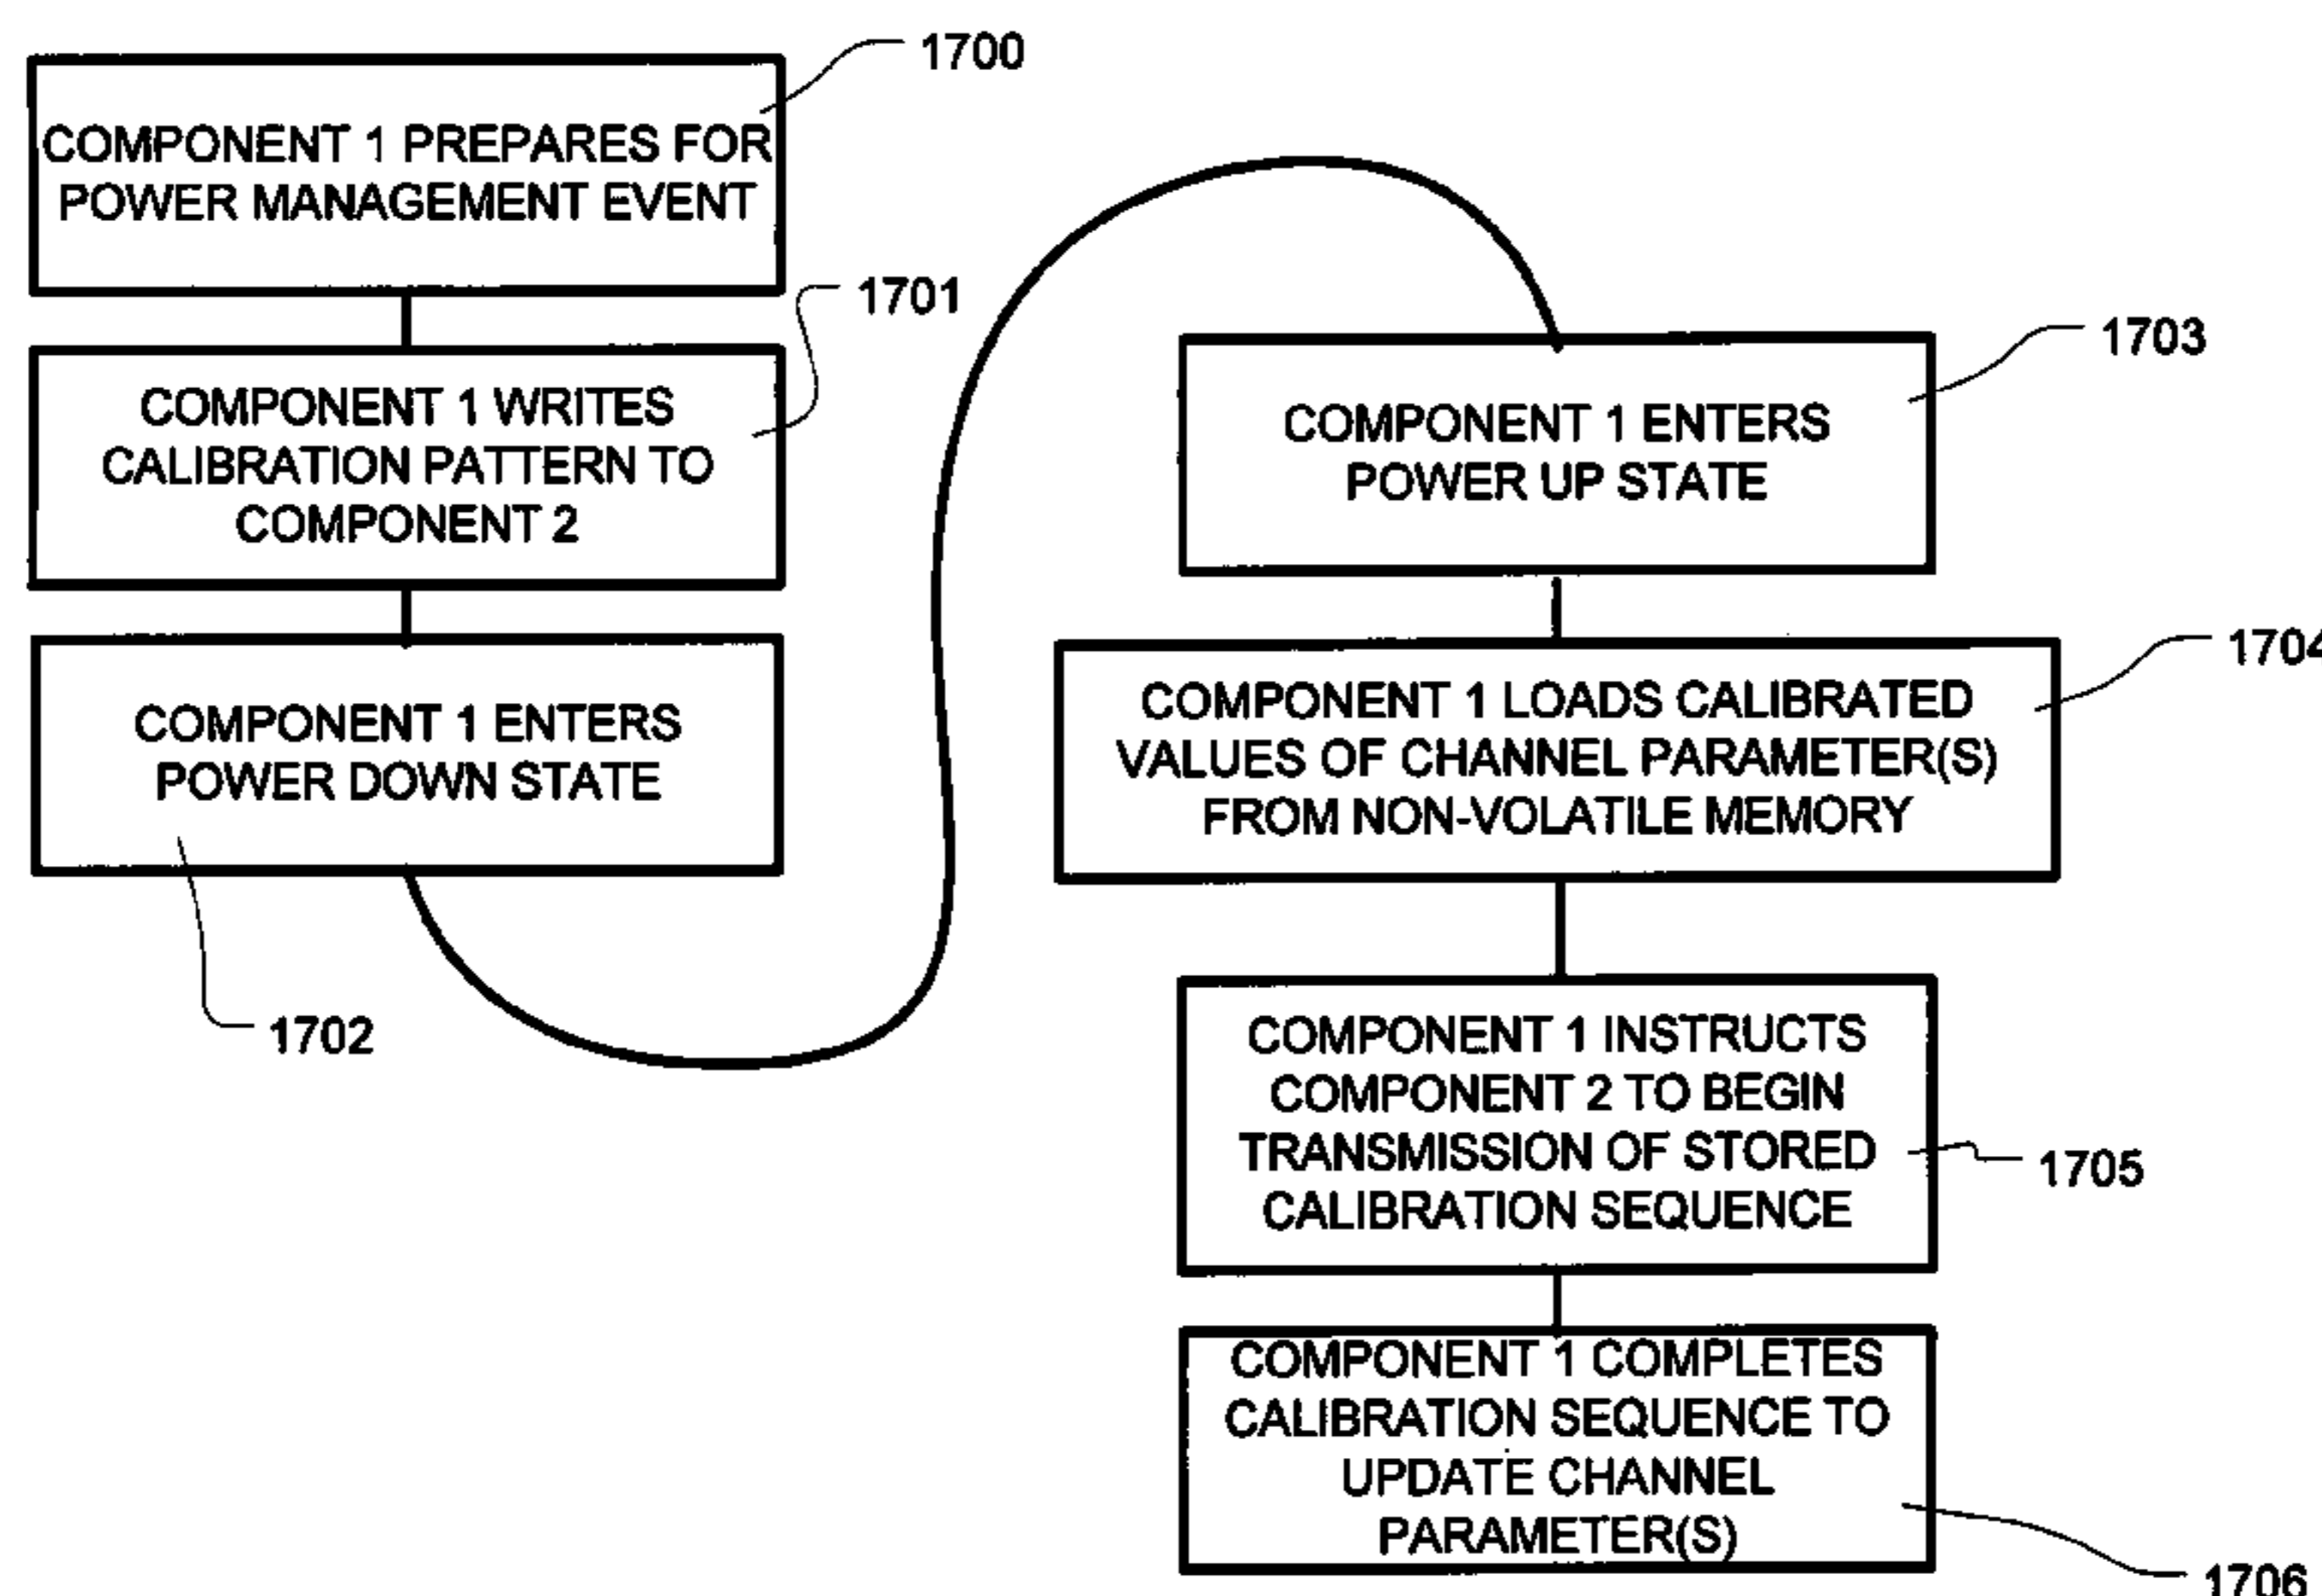 1700
COMPONENT 1 PREPARES FOR
POWER MANAGEMENT EVENT
1701
COMPONENT 1 WRITES
CALIBRATION PATTERN TO
COMPONENT 2
COMPONENT 1 ENTERS
POWER DOWN STATE
1702
1703
COMPONENT 1 ENTERS
POWER UP STATE
1704
COMPONENT 1 LOADS CALIBRATED
VALUES OF CHANNEL PARAMETER(S)
FROM NON-VOLATILE MEMORY
COMPONENT 1 INSTRUCTS
COMPONENT 2 TO BEGIN
TRANSMISSION OF STORED
CALIBRATION SEQUENCE
1705
COMPONENT 1 COMPLETES
CALIBRATION SEQUENCE TO
UPDATE CHANNEL
PARAMETER(S)
1706